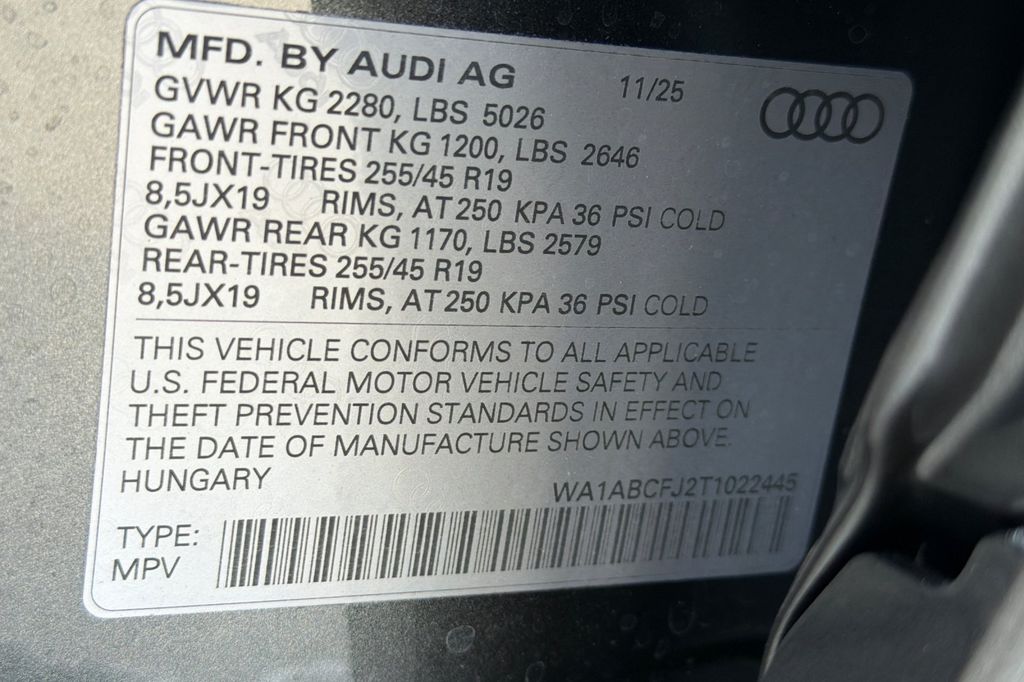 MFD. BY AUDI AG 11/25
GVWR KG 2280, LBS 5026
GAWR FRONT KG 1200, LBS 2646
FRONT-TIRES 255/45 R19
8,5JX19 RIMS, AT 250 KPA 36 PSI COLD
GAWR REAR KG 1170, LBS 2579
REAR-TIRES 255/45 R19
8,5JX19 RIMS, AT 250 KPA 36 PSI COLD
THIS VEHICLE CONFORMS TO ALL APPLICABLE
U.S. FEDERAL MOTOR VEHICLE SAFETY AND
THEFT PREVENTION STANDARDS IN EFFECT ON
THE DATE OF MANUFACTURE SHOWN ABOVE.
HUNGARY
WA1ABCFJ2T1022445
TYPE:
MPV